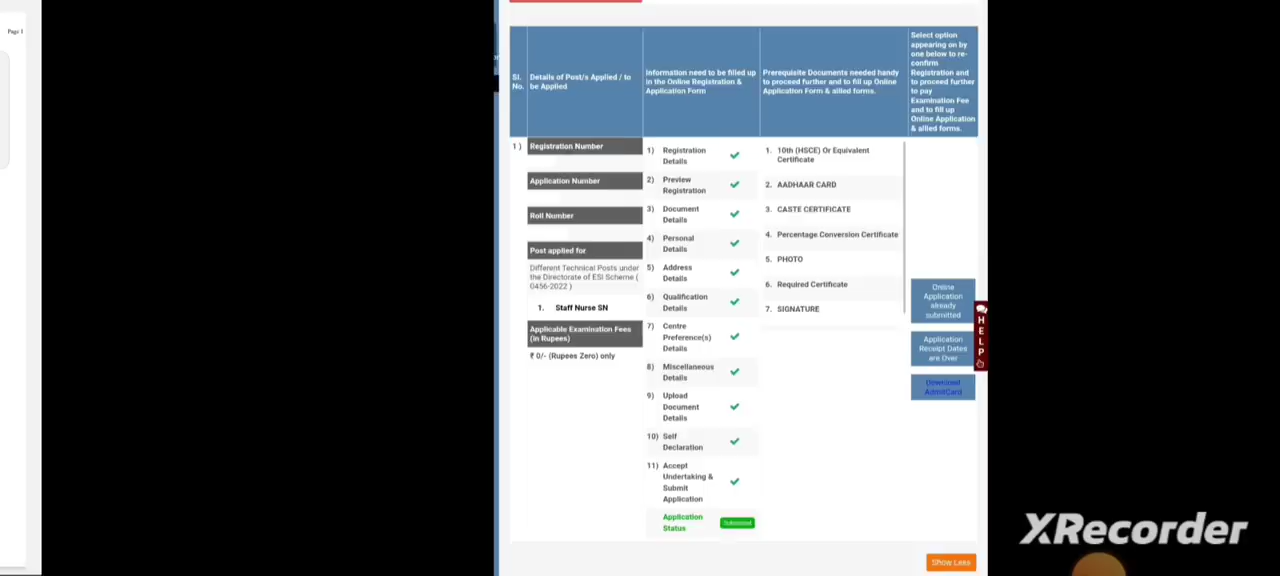 Page 1
Sl. No.
Details of Post/s Applied / to
be Applied
Information need to be filled up
in the Online Registration &
Application Form
Prerequisite Documents needed handy
to proceed further and to fill up Online
Application Form & allied forms.
Select option
appearing on by
one below to re-
confirm
Registration and
to proceed further
to pay
Examination Fee
and to fill up
Online Application
& allied forms.
1 )
Registration Number
Application Number
Roll Number
Post applied for
Different Technical Posts under
the Directorate of ESI Scheme (
G456-2022 )
1. Staff Nurse SN
Applicable Examination Fees
(in Rupees)
₹ 0/- (Rupees Zero) only
1) Registration
Details
2) Preview
Registration
3) Document
Details
4) Personal
Details
5) Address
Details
6) Qualification
Details
7) Centre
Preference(s)
Details
8) Miscellaneous
Details
9) Upload
Document
Details
10) Self
Declaration
11) Accept
Undertaking &
Submit
Application
Application
Status
Submitted
1. 10th (HSCE) Or Equivalent
Certificate
2. AADHAAR CARD
3. CASTE CERTIFICATE
4. Percentage Conversion Certificate
5. PHOTO
6. Required Certificate
7. SIGNATURE
Online
Application
already
submitted
Application
Receipt Dates
are Over
Download
AdmitCard
HELP
Show Less
XRecorder